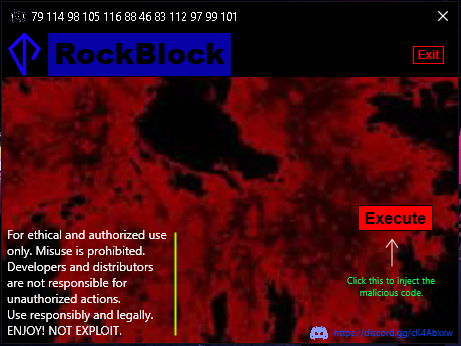 79 114 98 105 116 88 46 83 112 97 99 101
RockBlock
Exit
Execute
Click this to inject the
malicious code.
For ethical and authorized use
only. Misuse is prohibited.
Developers and distributors
are not responsible for
unauthorized actions.
Use responsibly and legally.
ENJOY! NOT EXPLOIT.
https://discord.gg/cK4Abxxw